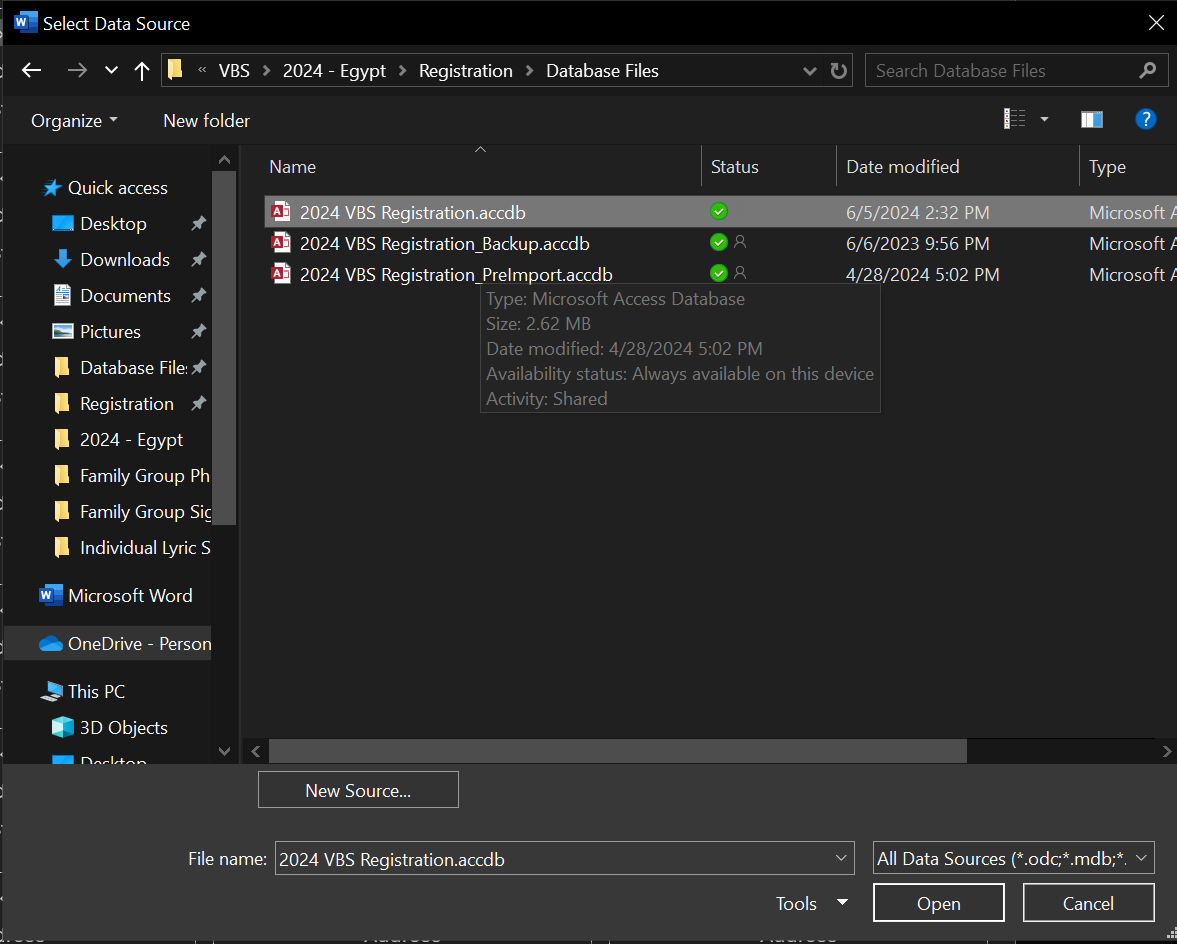 Select Data Source
« VBS > 2024 - Egypt > Registration > Database Files
Search Database Files
Organize
New folder
?
Name
Status
Date modified
Type
2024 VBS Registration.accdb
6/5/2024 2:32 PM
Microsoft A
2024 VBS Registration_Backup.accdb
6/6/2023 9:56 PM
Microsoft A
2024 VBS Registration_PreImport.accdb
4/28/2024 5:02 PM
Microsoft A
Type: Microsoft Access Database
Size: 2.62 MB
Date modified: 4/28/2024 5:02 PM
Availability status: Always available on this device
Activity: Shared
Quick access
Desktop
Downloads
Documents
Pictures
Database File
Registration
2024 - Egypt
Family Group Ph
Family Group Sig
Individual Lyric S
Microsoft Word
OneDrive - Person
This PC
3D Objects
Desktop
New Source...
File name:
2024 VBS Registration.accdb
All Data Sources (*.odc;*.mdb;*.
Tools
Open
Cancel